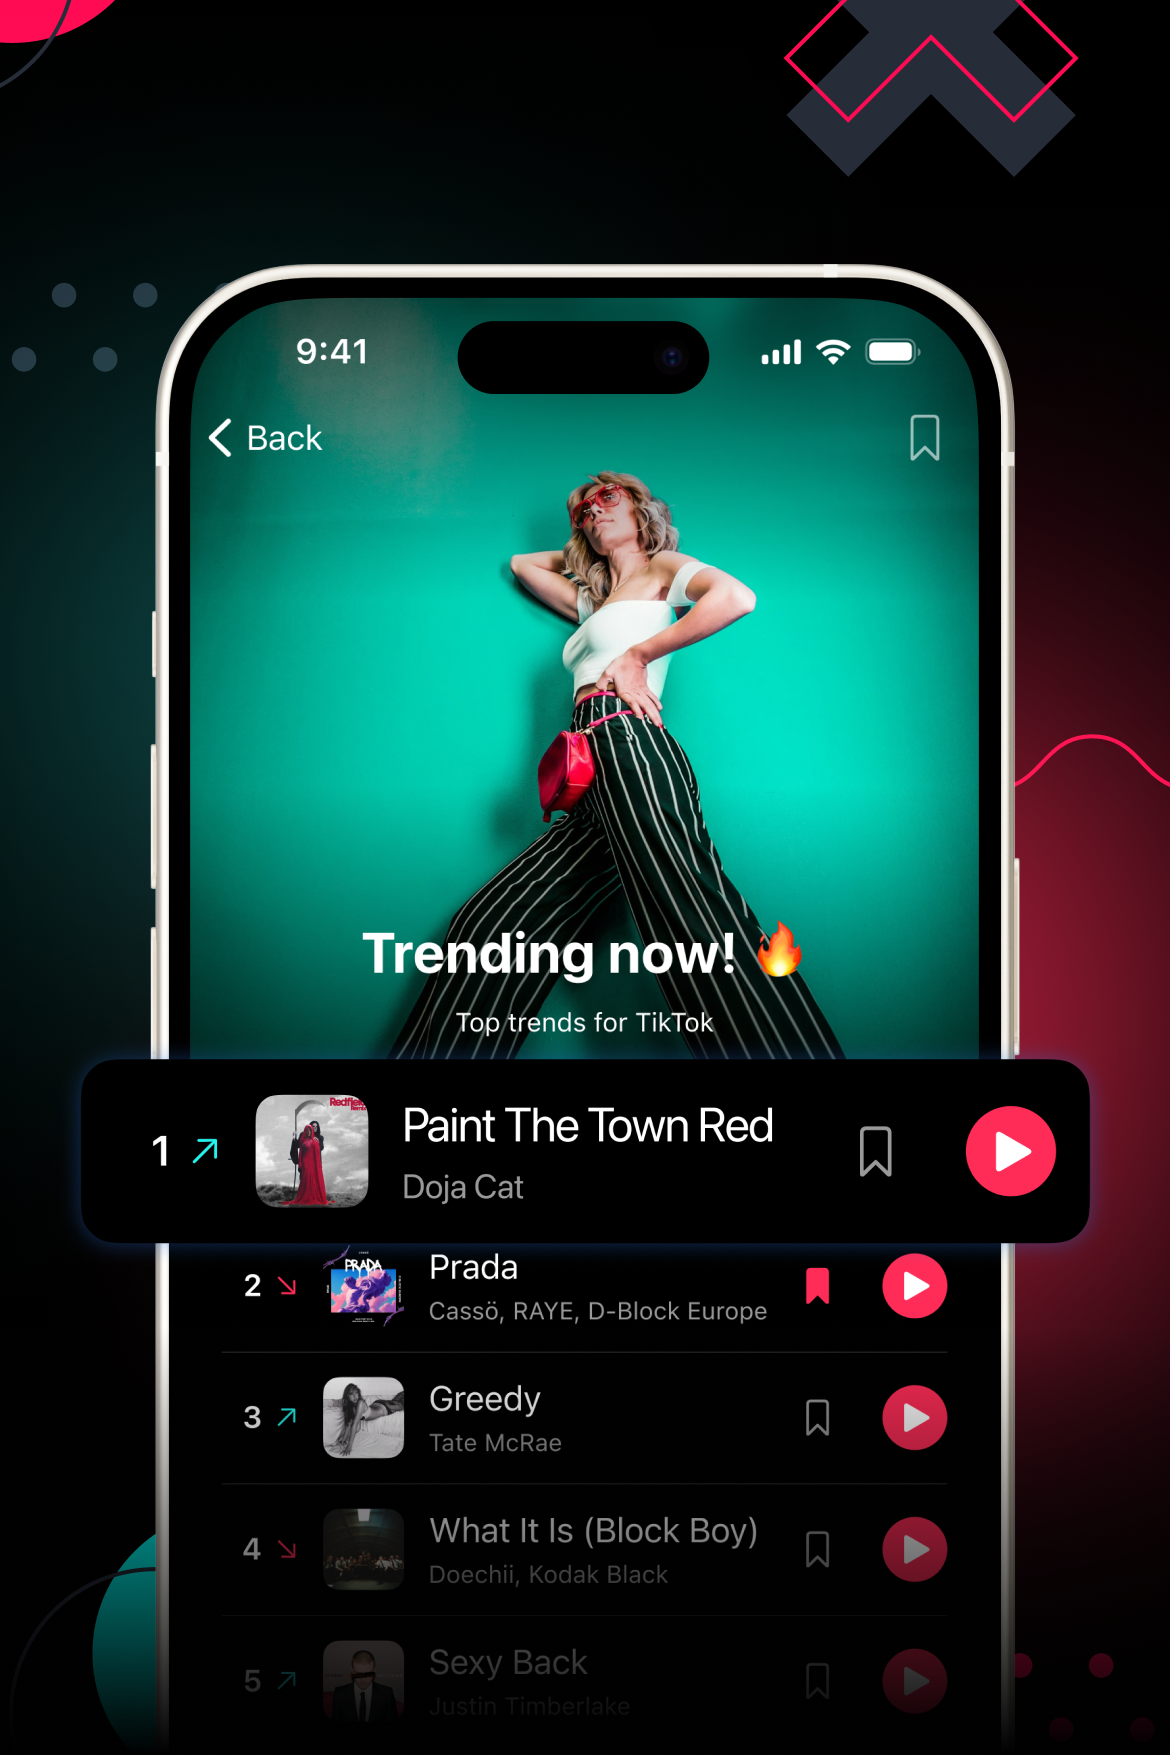 9:41
Back
Trending now! 🔥
Top trends for TikTok
1
Redfield
Paint The Town Red
Doja Cat
2
PRADA
Prada
Cassö, RAYE, D-Block Europe
3
Greedy
Tate McRae
4
What It Is (Block Boy)
Doechii, Kodak Black
5
Sexy Back
Justin Timberlake